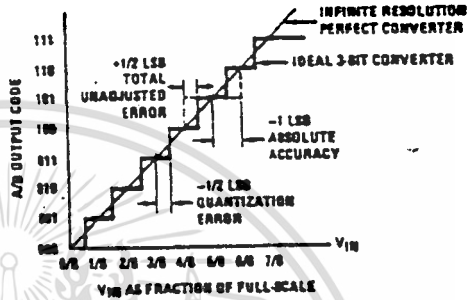 INFINITE RESOLUTION
PERFECT CONVERTER
IDEAL 3-BIT CONVERTER
+1/2 LSB
TOTAL
UNADJUSTED
ERROR
-1 LSB
ABSOLUTE
ACCURACY
-1/2 LSB
QUANTIZATION
ERROR
A/D OUTPUT CODE
111
110
101
100
011
010
001
000
0/8 1/8 2/8 3/8 4/8 5/8 6/8 7/8
VIN
VIN AS FRACTION OF FULL-SCALE